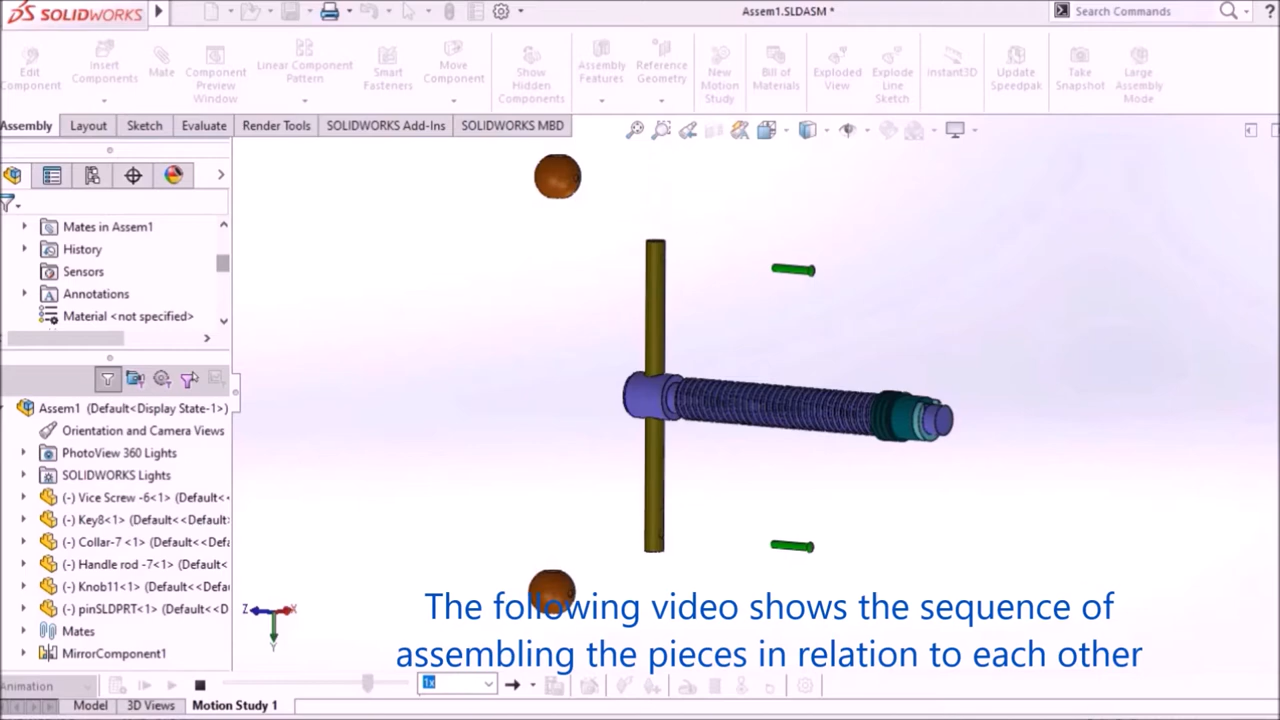 SOLIDWORKS
Assem1.SLDASM *
Search Commands
?
Edit Component
Insert Components
Mate
Component Preview Window
Linear Component Pattern
Smart Fasteners
Move Component
Show Hidden Components
Assembly Features
Reference Geometry
New Motion Study
Bill of Materials
Exploded View
Explode Line Sketch
Instant3D
Update Speedpak
Take Snapshot
Large Assembly Mode
Assembly
Layout
Sketch
Evaluate
Render Tools
SOLIDWORKS Add-Ins
SOLIDWORKS MBD
Mates in Assem1
History
Sensors
Annotations
Material <not specified>
Assem1 (Default<Display State-1>)
Orientation and Camera Views
PhotoView 360 Lights
SOLIDWORKS Lights
(-) Vice Screw -6<1> (Default<
(-) Key8<1> (Default<<Default
(-) Collar-7 <1> (Default<<Defa
(-) Handle rod -7<1> (Default<
(-) Knob11<1> (Default<<Defa
(-) pinSLDPRT<1> (Default<<D
Mates
MirrorComponent1
Z
X
Y
The following video shows the sequence of
assembling the pieces in relation to each other
Animation
1x
Model
3D Views
Motion Study 1